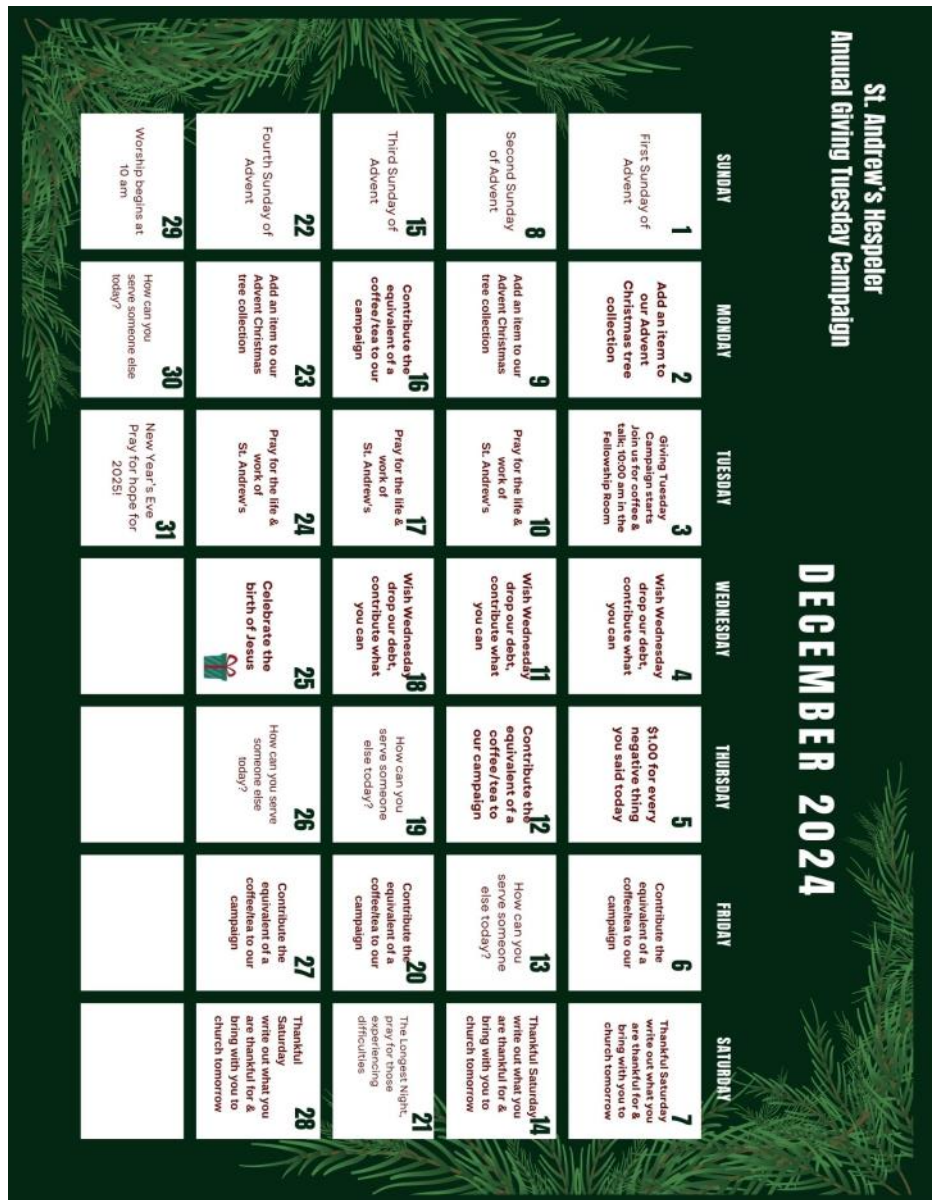 St. Andrew's Hespeler
Anuual Giving Tuesday Campaign
DECEMBER 2024
SUNDAY
MONDAY
TUESDAY
WEDNESDAY
THURSDAY
FRIDAY
SATURDAY
1
First Sunday of
Advent
2
Add an item to
our Advent
Christmas tree
collection
3
Giving Tuesday
Campaign starts
Join us for coffee &
talk; 10:00 am in the
Fellowship Room
4
Wish Wednesday
drop our debt,
contribute what
you can
5
$1.00 for every
negative thing
you said today
6
Contribute the
equivalent of a
coffee/tea to our
campaign
7
Thankful Saturday
write out what you
are thankful for &
bring with you to
church tomorrow
8
Second Sunday
of Advent
9
Add an item to our
Advent Christmas
tree collection
10
Pray for the life &
work of
St. Andrew's
11
Wish Wednesday
drop our debt,
contribute what
you can
12
Contribute the
equivalent of a
coffee/tea to
our campaign
13
How can you
serve someone
else today?
14
Thankful Saturday
write out what you
are thankful for &
bring with you to
church tomorrow
15
Third Sunday of
Advent
16
Contribute the
equivalent of a
coffee/tea to our
campaign
17
Pray for the life &
work of
St. Andrew's
18
Wish Wednesday
drop our debt,
contribute what
you can
19
How can you
serve someone
else today?
20
Contribute the
equivalent of a
coffee/tea to our
campaign
21
The Longest Night,
pray for those
experiencing
difficulties
22
Fourth Sunday of
Advent
23
Add an item to our
Advent Christmas
tree collection
24
Pray for the life &
work of
St. Andrew's
25
Celebrate the
birth of Jesus
26
How can you serve
someone else
today?
27
Contribute the
equivalent of a
coffee/tea to our
campaign
28
Thankful
Saturday
write out what you
are thankful for &
bring with you to
church tomorrow
29
Worship begins at
10 am
30
How can you
serve someone else
today?
31
New Year's Eve
Pray for hope for
2025!